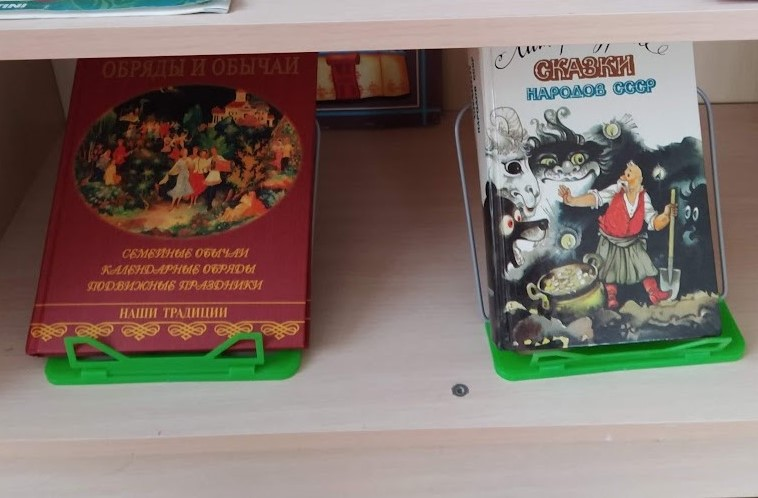 ОБРЯДЫ И ОБЫЧАИ
СЕМЕЙНЫЕ ОБЫЧАИ
КАЛЕНДАРНЫЕ ОБРЯДЫ
ПОДВИЖНЫЕ ПРАЗДНИКИ
НАШИ ТРАДИЦИИ
СКАЗКИ
НАРОДОВ СССР